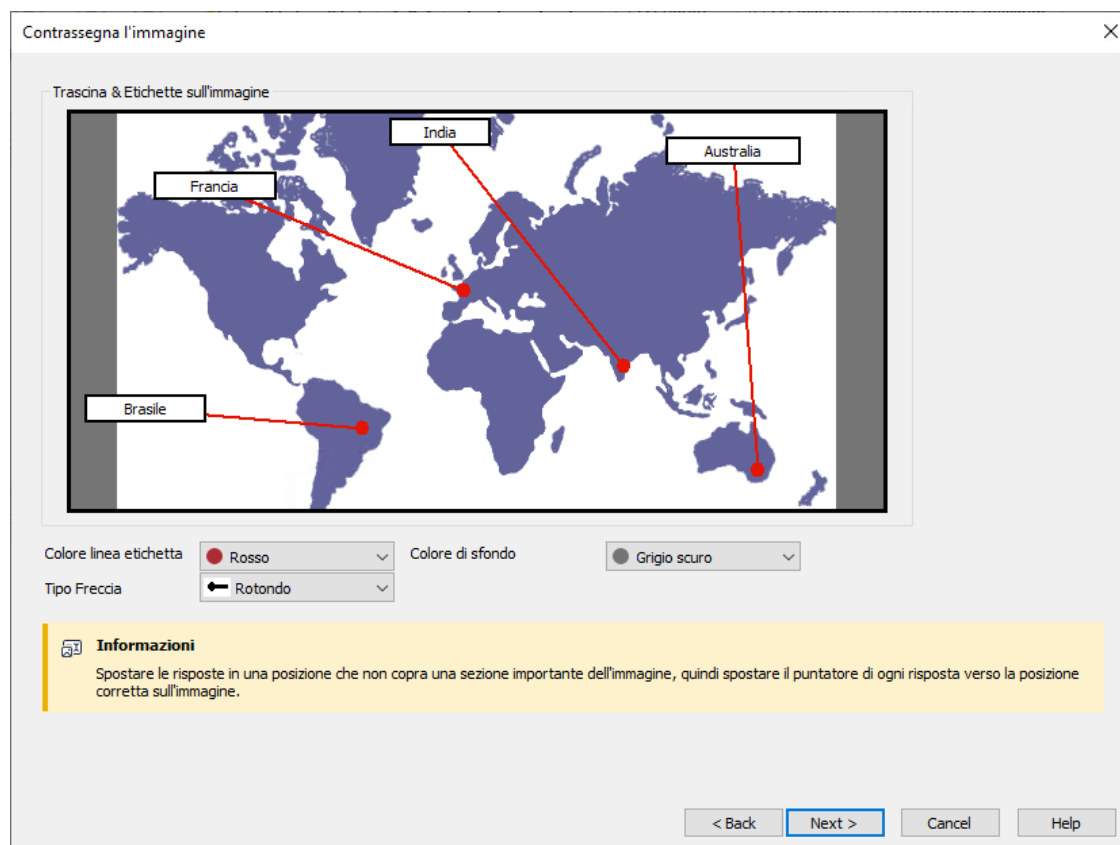 Contrassegna l'immagine
Trascina & Etichette sull'immagine
India
Australia
Francia
Brasile
Colore linea etichetta
Rosso
Colore di sfondo
Grigio scuro
Tipo Freccia
Rotondo
Informazioni
Spostare le risposte in una posizione che non copra una sezione importante dell'immagine, quindi spostare il puntatore di ogni risposta verso la posizione
corretta sull'immagine.
< Back
Next >
Cancel
Help